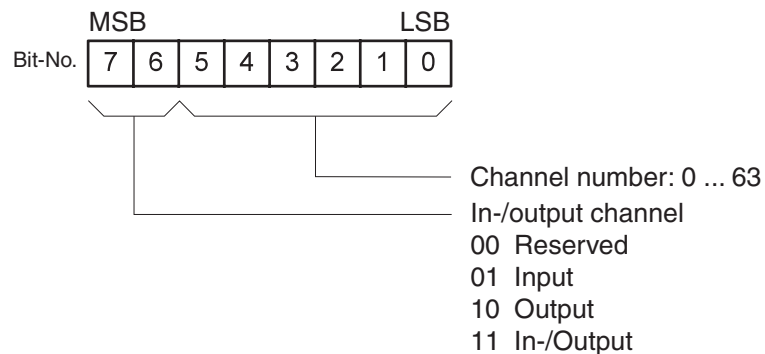 MSB LSB
Bit-No. 7 6 5 4 3 2 1 0
Channel number: 0 ... 63
In-/output channel
00 Reserved
01 Input
10 Output
11 In-/Output